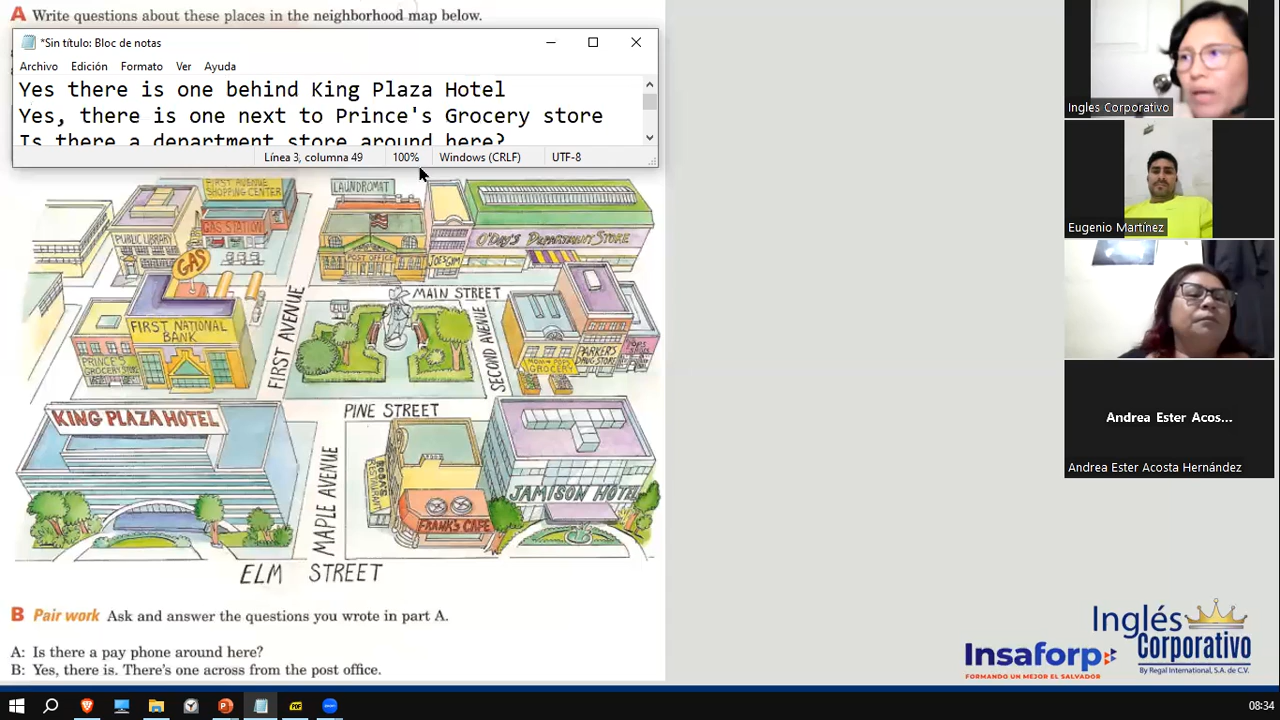 A Write questions about these places in the neighborhood map below.
*Sin título: Bloc de notas
Archivo Edición Formato Ver Ayuda
Yes there is one behind King Plaza Hotel
Yes, there is one next to Prince's Grocery store
Is there a department store around here?
Línea 3, columna 49 100% Windows (CRLF) UTF-8
FIRST AVENUE
SHOPPING CENTER
LAUNDROMAT
PUBLIC LIBRARY
GAS STATION
POST OFFICE
JOE'S GYM
O'DAY'S DEPARTMENT STORE
GAS
MAIN STREET
FIRST NATIONAL
BANK
FIRST AVENUE
SECOND AVENUE
PRINCE'S
GROCERY STORE
MOM & POP'S
GROCERY
PARKER'S
DRUG STORE
KING PLAZA HOTEL
PINE STREET
MAPLE AVENUE
RESTAURANT
FRANK'S CAFE
JAMISON HOTEL
ELM STREET
B Pair work Ask and answer the questions you wrote in part A.
A: Is there a pay phone around here?
B: Yes, there is. There's one across from the post office.
Ingles Corporativo
Eugenio Martínez
Andrea Ester Acos...
Andrea Ester Acosta Hernández
Insaforp
FORMANDO UN MEJOR EL SALVADOR
Inglés
Corporativo
By Regal International, S.A. de C.V.
08:34